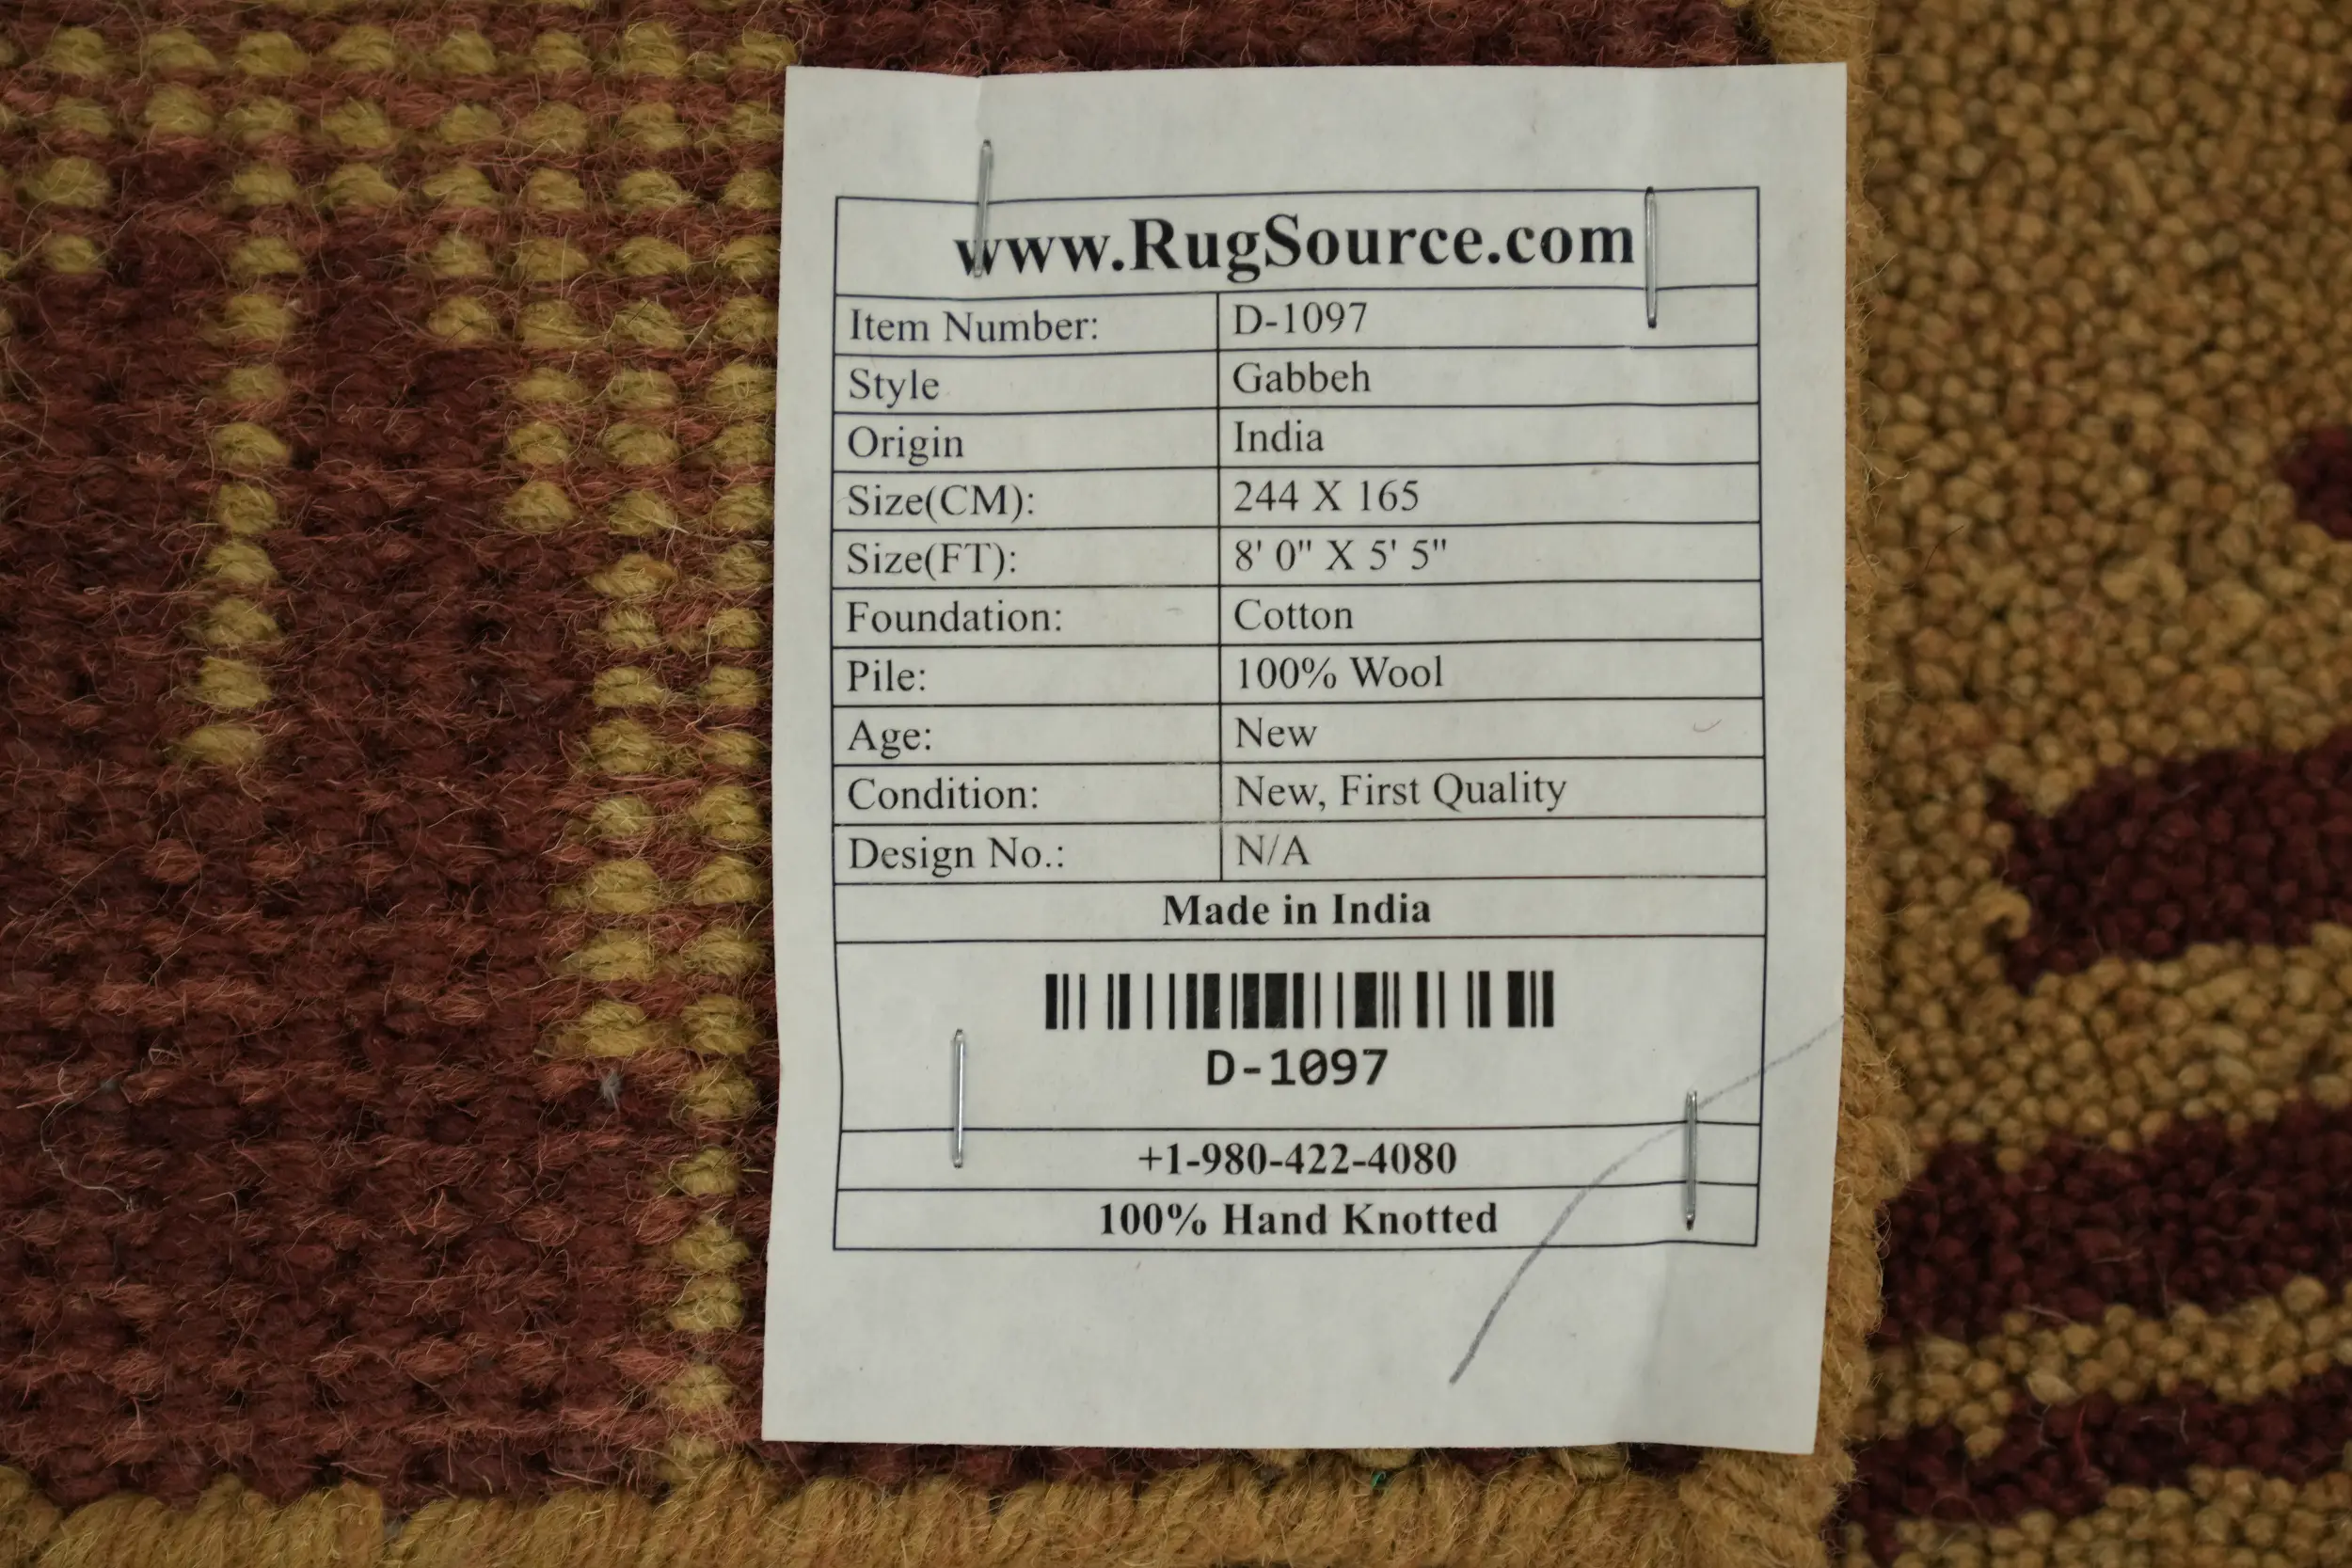 www.RugSource.com
Item Number: D-1097
Style Gabbeh
Origin India
Size(CM): 244 X 165
Size(FT): 8' 0" X 5' 5"
Foundation: Cotton
Pile: 100% Wool
Age: New
Condition: New, First Quality
Design No.: N/A
Made in India
D-1097
+1-980-422-4080
100% Hand Knotted